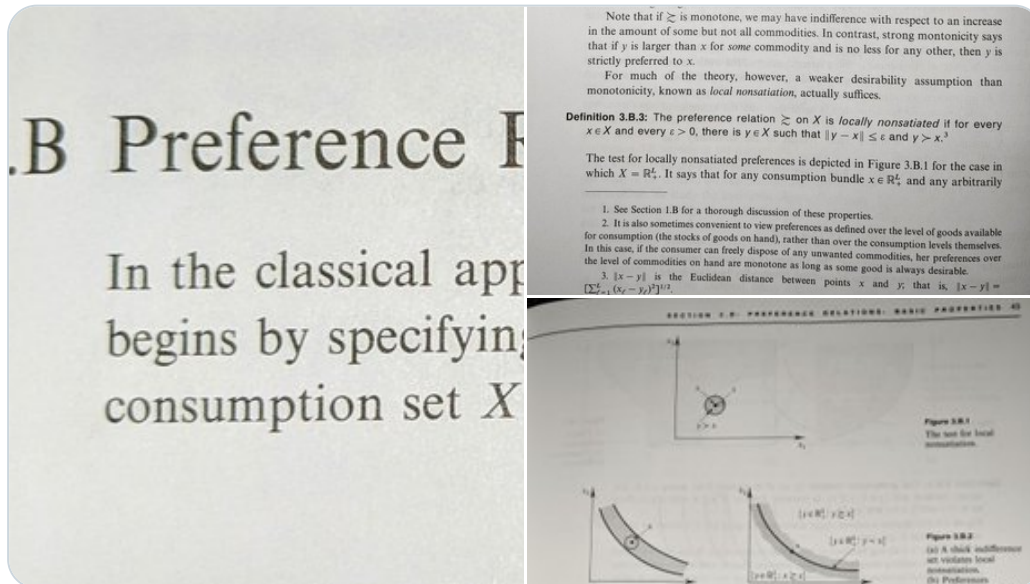 .B Preference
In the classical app
begins by specifying
consumption set X
Note that if ≿ is monotone, we may have indifference with respect to an increase
in the amount of some but not all commodities. In contrast, strong montonicity says
that if y is larger than x for some commodity and is no less for any other, then y is
strictly preferred to x.
For much of the theory, however, a weaker desirability assumption than
monotonicity, known as local nonsatiation, actually suffices.
Definition 3.B.3: The preference relation ≿ on X is locally nonsatiated if for every
x ∈ X and every ε > 0, there is y ∈ X such that ‖y − x‖ ≤ ε and y ≻ x.³
The test for locally nonsatiated preferences is depicted in Figure 3.B.1 for the case in
which X = ℝᴸ₊. It says that for any consumption bundle x ∈ ℝᴸ₊ and any arbitrarily
1. See Section 1.B for a thorough discussion of these properties.
2. It is also sometimes convenient to view preferences as defined over the level of goods available
for consumption (the stocks of goods on hand), rather than over the consumption levels themselves.
In this case, if the consumer can freely dispose of any unwanted commodities, her preferences over
the level of commodities on hand are monotone as long as some good is always desirable.
3. ‖x − y‖ is the Euclidean distance between points x and y; that is, ‖x − y‖ =
[∑ᴸℓ₌₁ (xℓ − yℓ)²]¹ᐟ².
SECTION 3.B: PREFERENCE RELATIONS: BASIC PROPERTIES
Figure 3.B.1
The test for local
nonsatiation.
Figure 3.B.2
(a) A thick indifference
set violates local
nonsatiation.
(b) Preferences